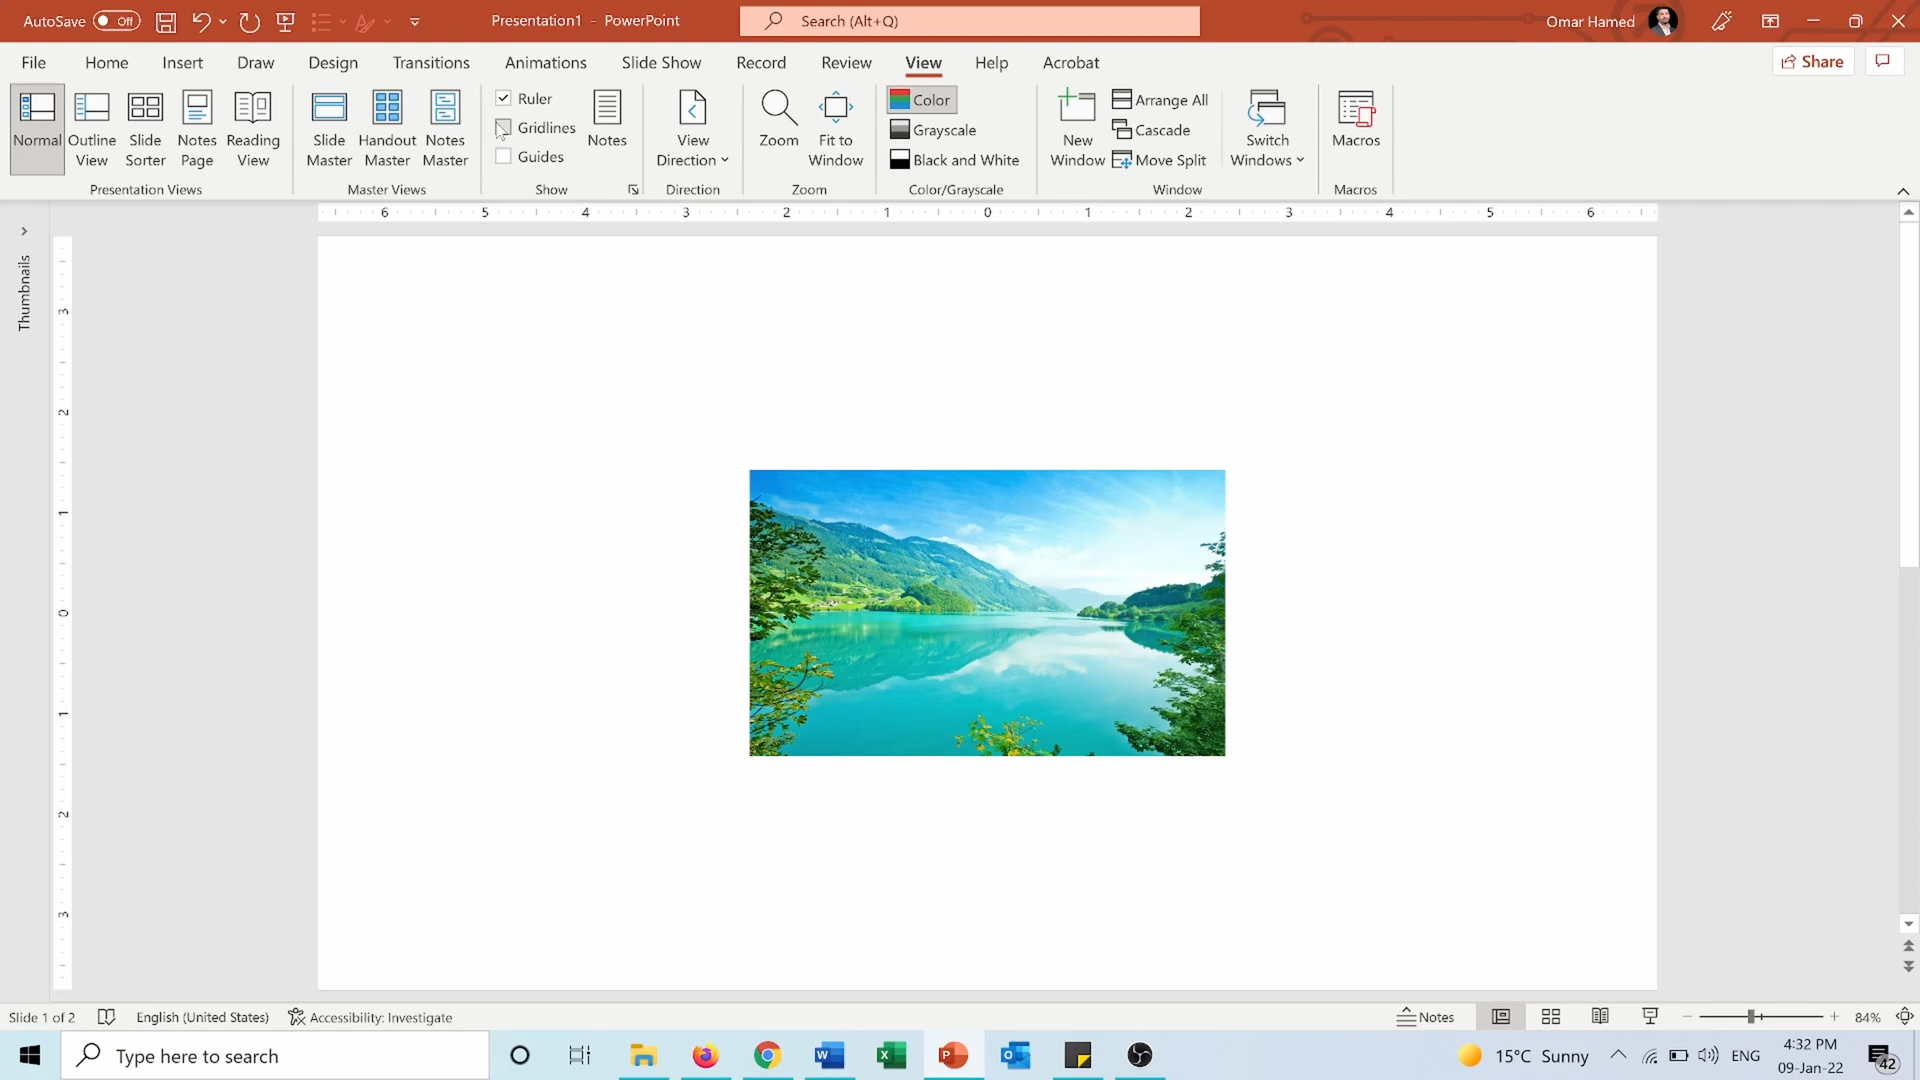 AutoSave Off Presentation1 - PowerPoint Search (Alt+Q) Omar Hamed
File Home Insert Draw Design Transitions Animations Slide Show Record Review View Help Acrobat Share
Normal
Outline View
Slide Sorter
Notes Page
Reading View
Presentation Views
Slide Master
Handout Master
Notes Master
Master Views
Ruler
Gridlines
Guides
Show
Notes
View Direction
Direction
Zoom
Fit to Window
Zoom
Color
Grayscale
Black and White
Color/Grayscale
New Window
Arrange All
Cascade
Move Split
Switch Windows
Window
Macros
Macros
6 5 4 3 2 1 0 1 2 3 4 5 6
Thumbnails
3
2
1
0
1
2
3
Slide 1 of 2 English (United States) Accessibility: Investigate Notes 84%
Type here to search 15°C Sunny ENG 4:32 PM
09-Jan-22
42